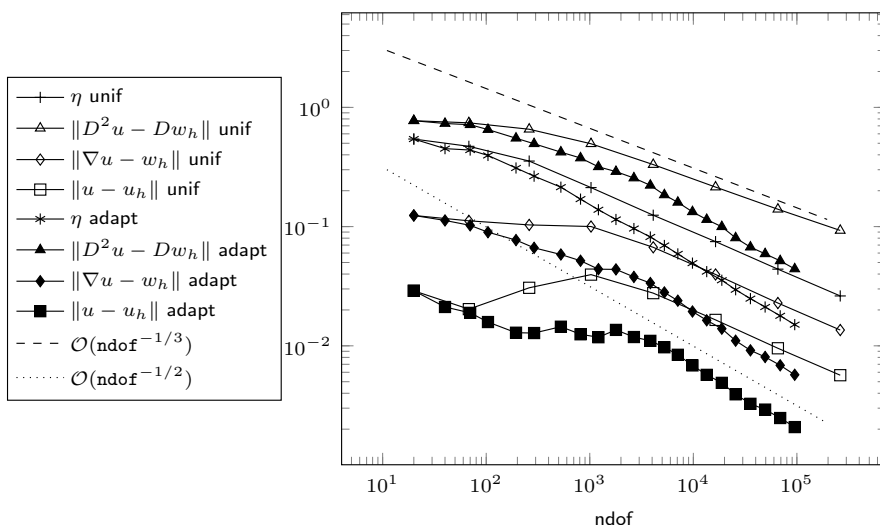 η unif
∥D²u − Dw_h∥ unif
∥∇u − w_h∥ unif
∥u − u_h∥ unif
η adapt
∥D²u − Dw_h∥ adapt
∥∇u − w_h∥ adapt
∥u − u_h∥ adapt
𝒪(ndof^{−1/3})
𝒪(ndof^{−1/2})
10⁰
10⁻¹
10⁻²
10¹ 10² 10³ 10⁴ 10⁵
ndof